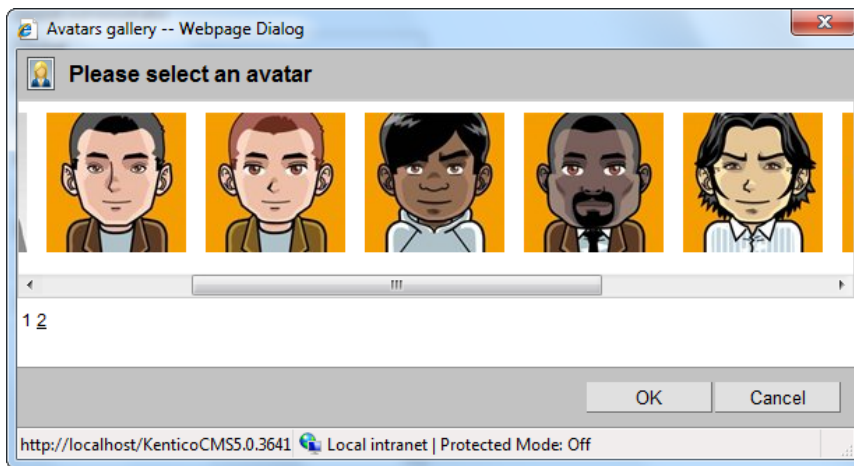 Avatars gallery -- Webpage Dialog
Please select an avatar
1 2
OK Cancel
http://localhost/KenticoCMS5.0.3641 Local intranet | Protected Mode: Off